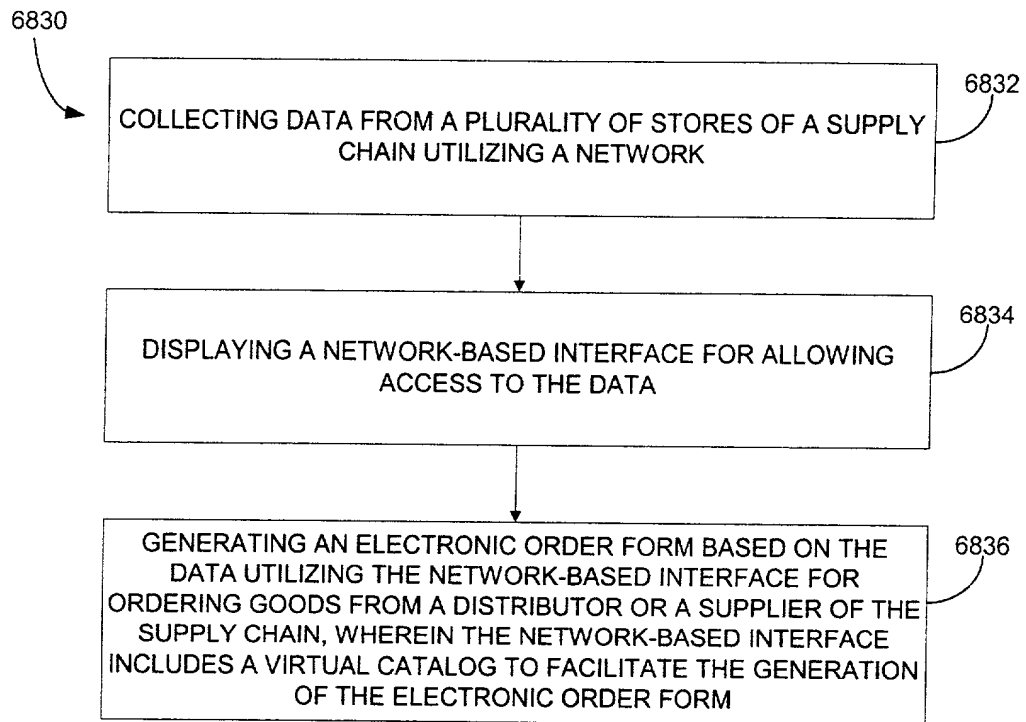 6830
6832
COLLECTING DATA FROM A PLURALITY OF STORES OF A SUPPLY
CHAIN UTILIZING A NETWORK
6834
DISPLAYING A NETWORK-BASED INTERFACE FOR ALLOWING
ACCESS TO THE DATA
6836
GENERATING AN ELECTRONIC ORDER FORM BASED ON THE
DATA UTILIZING THE NETWORK-BASED INTERFACE FOR
ORDERING GOODS FROM A DISTRIBUTOR OR A SUPPLIER OF THE
SUPPLY CHAIN, WHEREIN THE NETWORK-BASED INTERFACE
INCLUDES A VIRTUAL CATALOG TO FACILITATE THE GENERATION
OF THE ELECTRONIC ORDER FORM